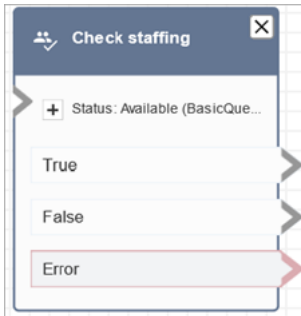 Check staffing
Status: Available (BasicQue...
True
False
Error